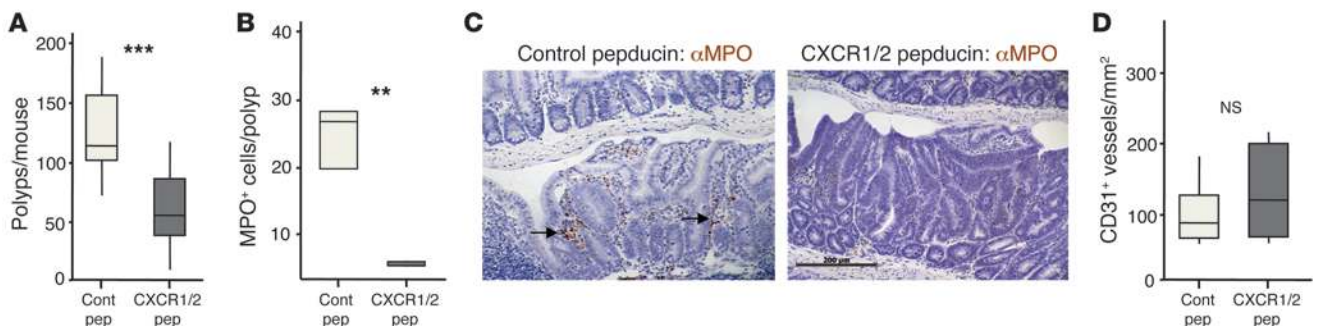 A
Polyps/mouse
200
150
100
50
0
***
Cont
pep
CXCR1/2
pep
B
MPO+ cells/polyp
40
30
20
10
**
Cont
pep
CXCR1/2
pep
C
Control pepducin: αMPO
CXCR1/2 pepducin: αMPO
200 μm
D
CD31+ vessels/mm²
300
200
100
0
NS
Cont
pep
CXCR1/2
pep